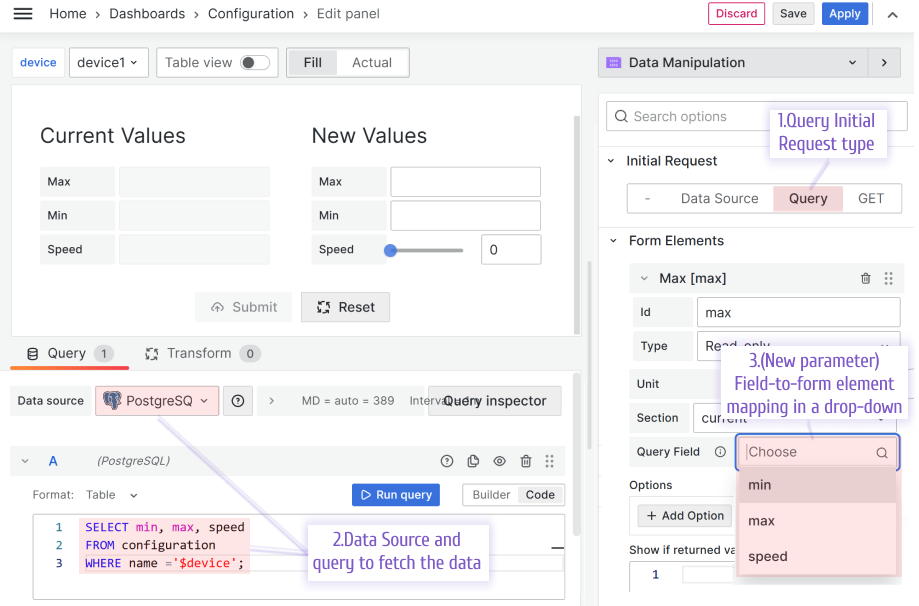 Home › Dashboards › Configuration › Edit panel
Discard Save Apply
device device1 Table view Fill Actual
Data Manipulation
Current Values
New Values
Max
Min
Speed
Max
Min
Speed 0
Submit Reset
Search options
1.Query Initial
Request type
Initial Request
- Data Source Query GET
Form Elements
Max [max]
Id max
Type Read-only
3.(New parameter)
Field-to-form element
mapping in a drop-down
Unit
Section current
Query Field Choose
min
max
speed
Options
+ Add Option
Show if returned va
1
Query 1 Transform 0
Data source PostgreSQ MD = auto = 389 Query inspector
A (PostgreSQL)
Format: Table Run query Builder Code
1 SELECT min, max, speed
2 FROM configuration
3 WHERE name ='$device';
2.Data Source and
query to fetch the data